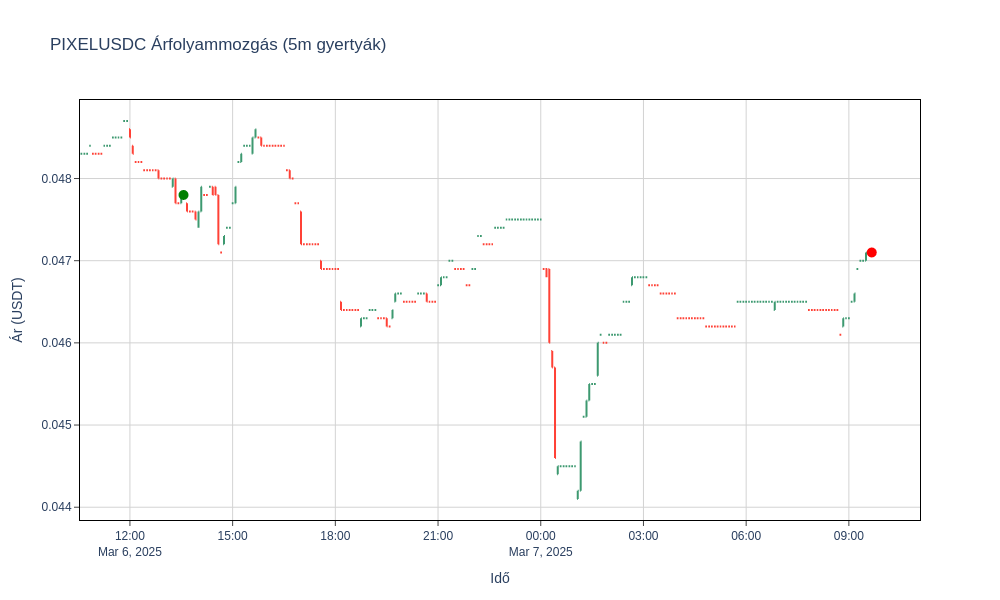 PIXELUSDC Árfolyammozgás (5m gyertyák)
0.048
0.047
0.046
0.045
0.044
Ár (USDT)
12:00 15:00 18:00 21:00 00:00 03:00 06:00 09:00
Mar 6, 2025 Mar 7, 2025
Idő